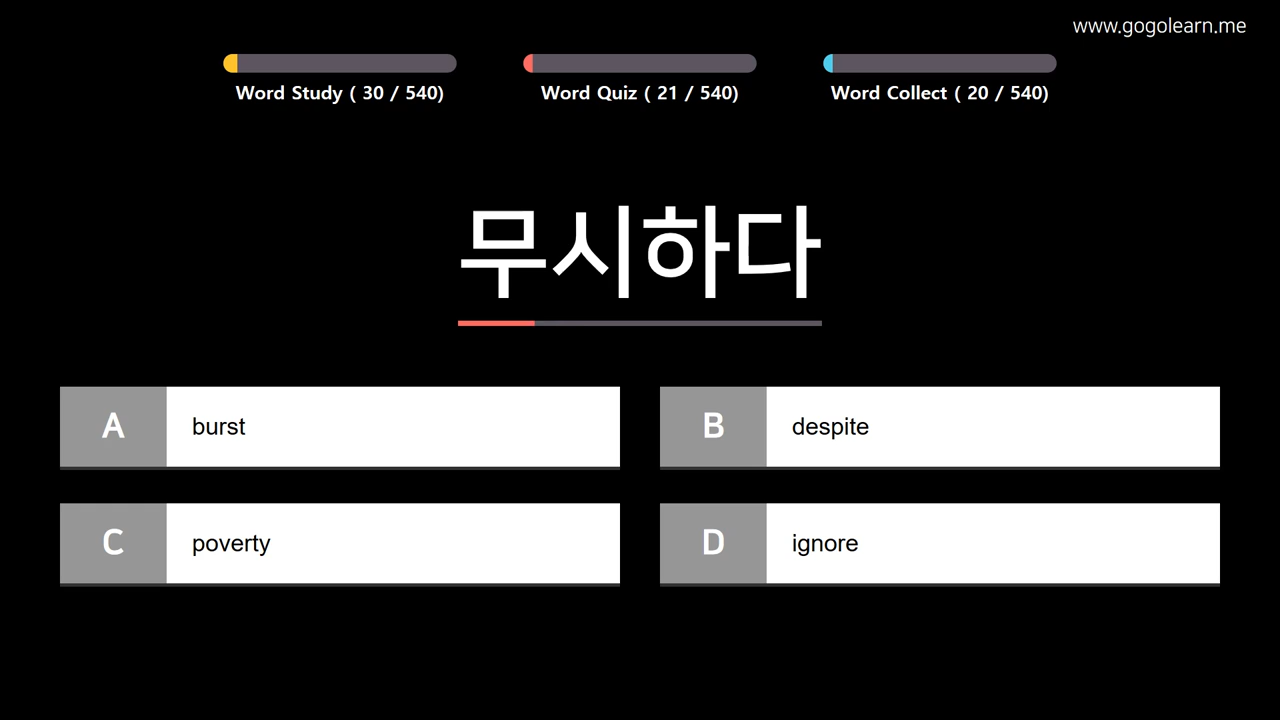 www.gogolearn.me
Word Study ( 30 / 540)
Word Quiz ( 21 / 540)
Word Collect ( 20 / 540)
무시하다
A burst
B despite
C poverty
D ignore